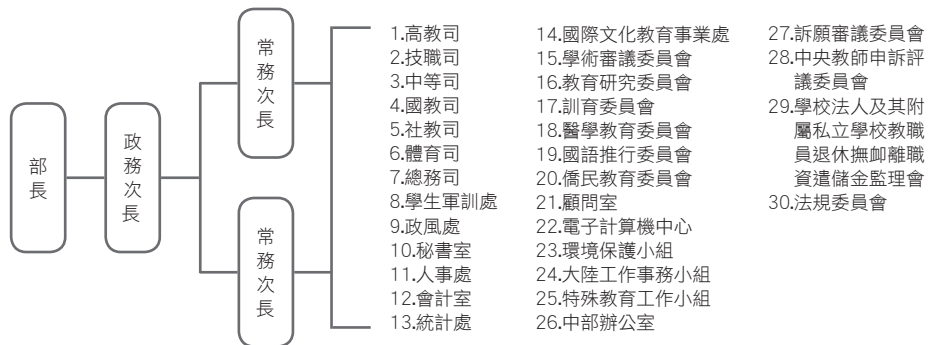 部長
政務次長
常務次長
常務次長
1.高教司
2.技職司
3.中等司
4.國教司
5.社教司
6.體育司
7.總務司
8.學生軍訓處
9.政風處
10.秘書室
11.人事處
12.會計室
13.統計處
14.國際文化教育事業處
15.學術審議委員會
16.教育研究委員會
17.訓育委員會
18.醫學教育委員會
19.國語推行委員會
20.僑民教育委員會
21.顧問室
22.電子計算機中心
23.環境保護小組
24.大陸工作事務小組
25.特殊教育工作小組
26.中部辦公室
27.訴願審議委員會
28.中央教師申訴評
議委員會
29.學校法人及其附
屬私立學校教職
員退休撫卹離職
資遣儲金監理會
30.法規委員會